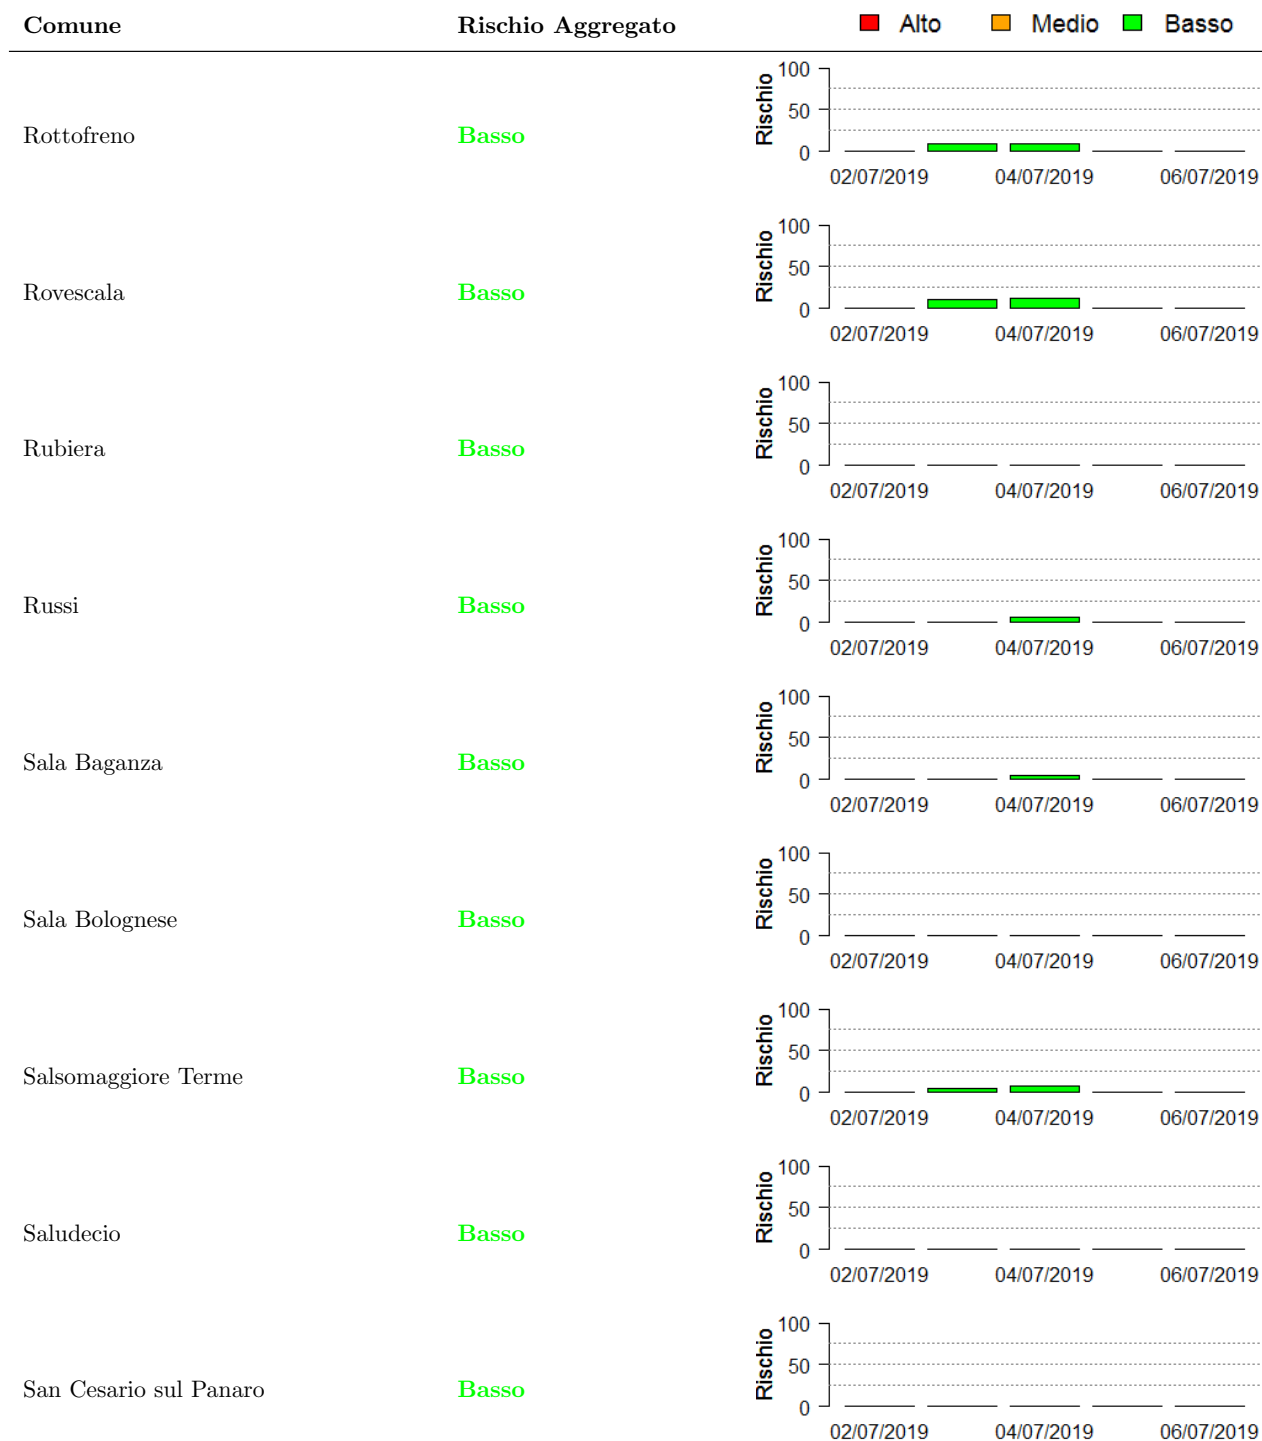 Comune Rischio Aggregato Alto Medio Basso
Rottofreno Basso
Rischio
100
50
0
02/07/2019 04/07/2019 06/07/2019
Rovescala Basso
Rischio
100
50
0
02/07/2019 04/07/2019 06/07/2019
Rubiera Basso
Rischio
100
50
0
02/07/2019 04/07/2019 06/07/2019
Russi Basso
Rischio
100
50
0
02/07/2019 04/07/2019 06/07/2019
Sala Baganza Basso
Rischio
100
50
0
02/07/2019 04/07/2019 06/07/2019
Sala Bolognese Basso
Rischio
100
50
0
02/07/2019 04/07/2019 06/07/2019
Salsomaggiore Terme Basso
Rischio
100
50
0
02/07/2019 04/07/2019 06/07/2019
Saludecio Basso
Rischio
100
50
0
02/07/2019 04/07/2019 06/07/2019
San Cesario sul Panaro Basso
Rischio
100
50
0
02/07/2019 04/07/2019 06/07/2019